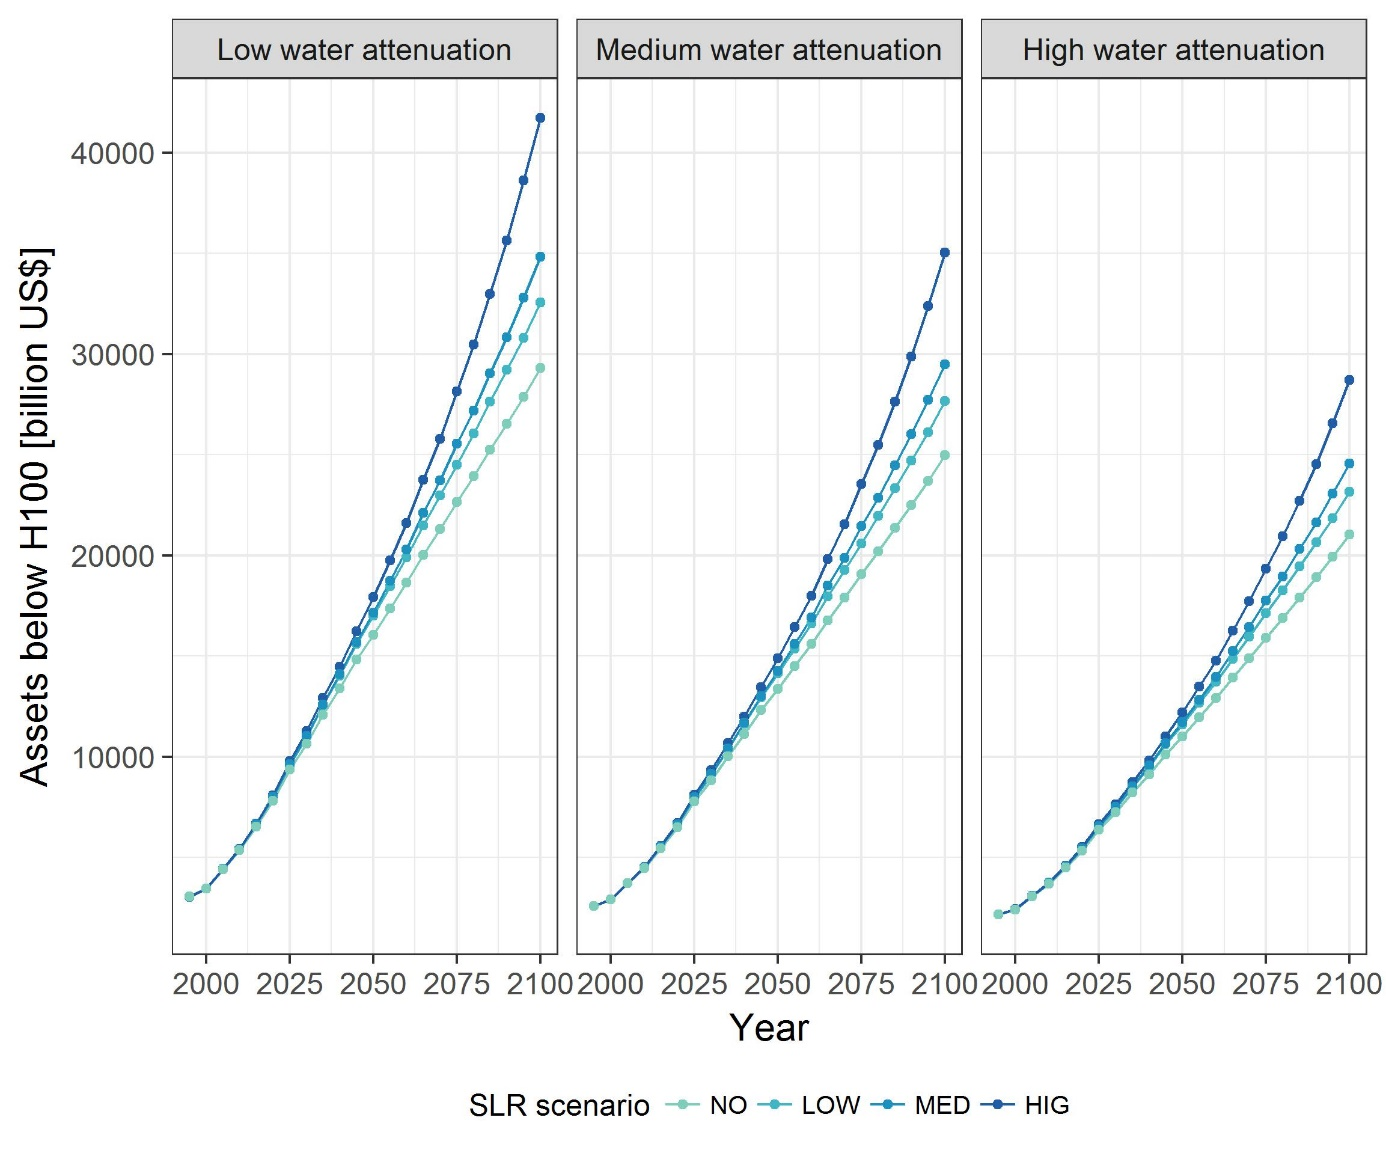 Low water attenuation Medium water attenuation High water attenuation
40000
30000
20000
10000
Assets below H100 [billion US$]
2000 2025 2050 2075 2100 2000 2025 2050 2075 2100 2000 2025 2050 2075 2100
Year
SLR scenario NO LOW MED HIG